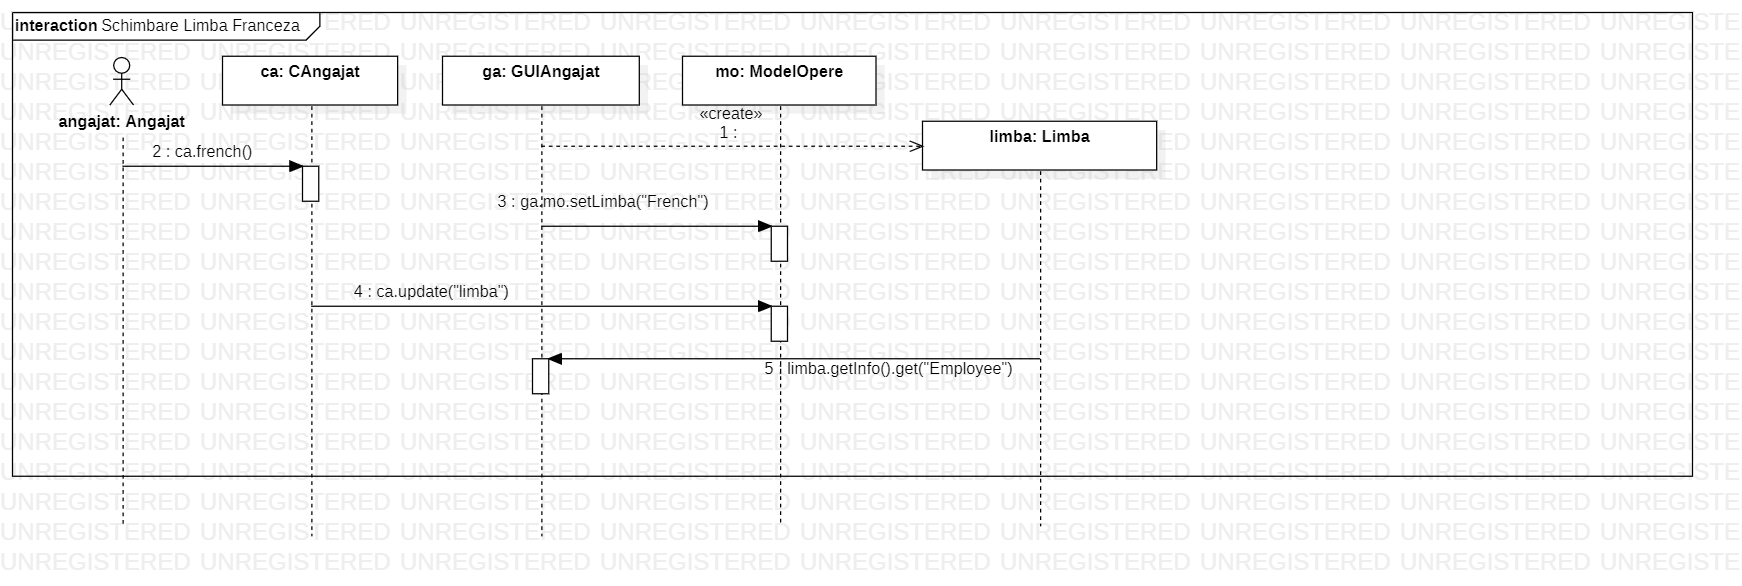 interaction Schimbare Limba Franceza
ca: CAngajat
ga: GUIAngajat
mo: ModelOpere
«create»
1 :
angajat: Angajat
limba: Limba
2 : ca.french()
3 : ga.mo.setLimba("French")
4 : ca.update("limba")
5 : limba.getInfo().get("Employee")
UNREGISTERED